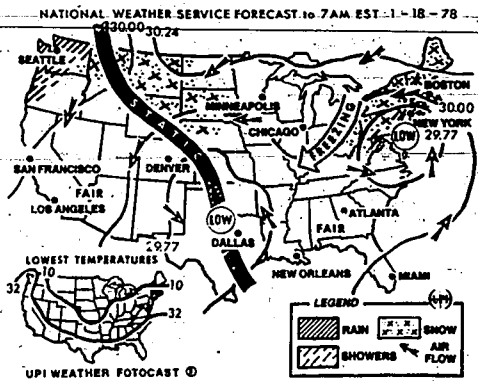 NATIONAL WEATHER SERVICE FORECAST to 7AM EST 1-18-78
30.00 30.24
SEATTLE
MINNEAPOLIS
BOSTON
30.00
NEW YORK
LOW
29.77
CHICAGO
FREEZING
STATIC
SAN FRANCISCO
DENVER
FAIR
LOS ANGELES
LOW
ATLANTA
FAIR
DALLAS
29.77
NEW ORLEANS
MIAMI
LOWEST TEMPERATURES
10
32
10
32
LEGEND
UPI
RAIN
SNOW
SHOWERS
AIR FLOW
UPI WEATHER FOTOCAST